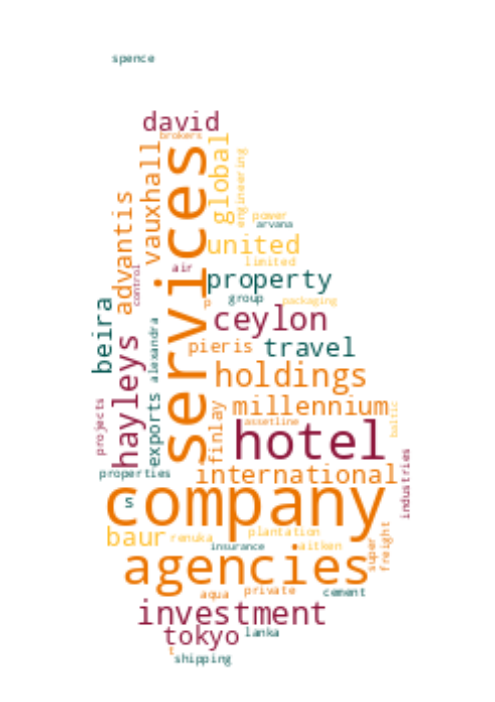 spence
david
brokers
services
vauxhall
global
engineering
advantis
power
arvana
united
limited
air
control
property
beira
p
group
packaging
ceylon
alexandra
hayleys
pieris
travel
holdings
exports
finlay
millennium
projects
assetline
baltic
hotel
international
properties
industries
company
s
baur
renuka
plantation
insurance
aitken
super
freight
agencies
aqua
private
cement
investment
tokyo
lanka
t
shipping